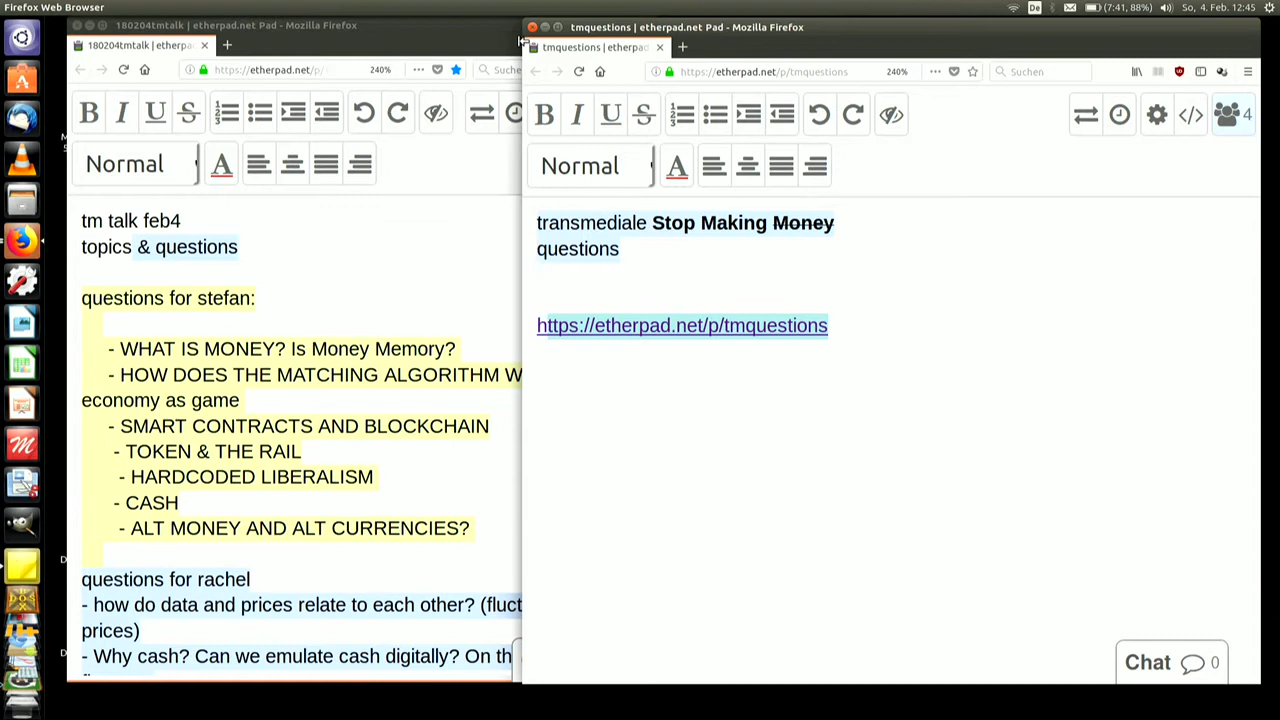 Firefox Web Browser
De
(7:41, 88%)
So, 4. Feb. 12:45
180204tmtalk | etherpad.net Pad - Mozilla Firefox
180204tmtalk | etherpa
https://etherpad.net/p/
240%
Suche
B I U S
Normal
A
tm talk feb4
topics & questions
questions for stefan:
- WHAT IS MONEY? Is Money Memory?
- HOW DOES THE MATCHING ALGORITHM W
economy as game
- SMART CONTRACTS AND BLOCKCHAIN
- TOKEN & THE RAIL
- HARDCODED LIBERALISM
- CASH
- ALT MONEY AND ALT CURRENCIES?
questions for rachel
- how do data and prices relate to each other? (fluct
prices)
- Why cash? Can we emulate cash digitally? On th
tmquestions | etherpad.net Pad - Mozilla Firefox
tmquestions | etherpad
https://etherpad.net/p/tmquestions
240%
Suchen
B I U S
4
Normal
A
transmediale Stop Making Money
questions
https://etherpad.net/p/tmquestions
Chat 0